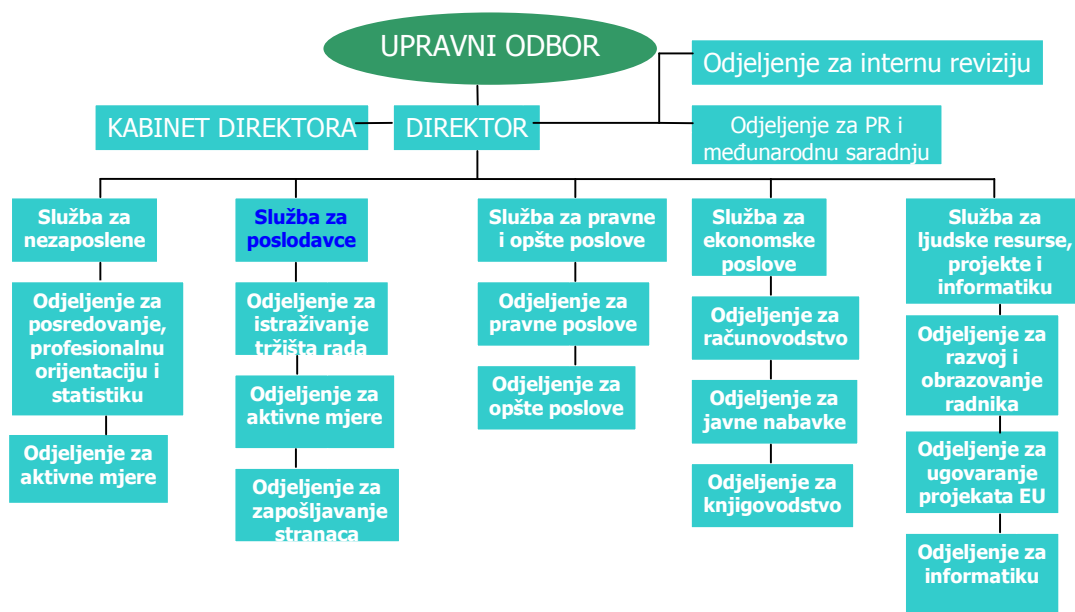 UPRAVNI ODBOR
Odjeljenje za internu reviziju
KABINET DIREKTORA
DIREKTOR
Odjeljenje za PR i
međunarodnu saradnju
Služba za
nezaposlene
Odjeljenje za
posredovanje,
profesionalnu
orijentaciju i
statistiku
Odjeljenje za
aktivne mjere
Služba za
poslodavce
Odjeljenje za
istraživanje
tržišta rada
Odjeljenje za
aktivne mjere
Odjeljenje za
zapošljavanje
stranaca
Služba za pravne
i opšte poslove
Odjeljenje za
pravne poslove
Odjeljenje za
opšte poslove
Služba za
ekonomske
poslove
Odjeljenje za
računovodstvo
Odjeljenje za
javne nabavke
Odjeljenje za
knjigovodstvo
Služba za
ljudske resurse,
projekte i
informatiku
Odjeljenje za
razvoj i
obrazovanje
radnika
Odjeljenje za
ugovaranje
projekata EU
Odjeljenje za
informatiku